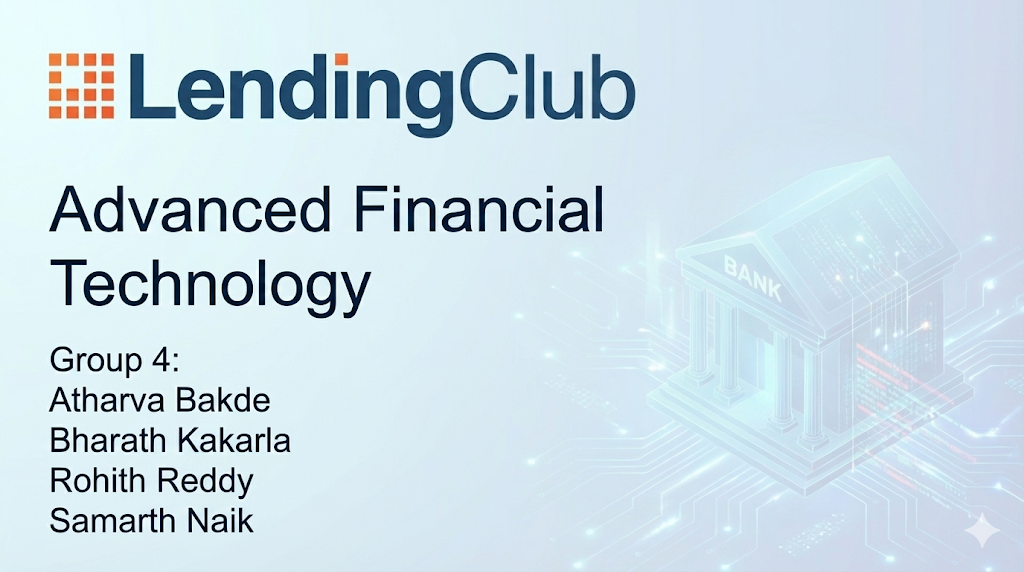 LendingClub
Advanced Financial
Technology
Group 4:
Atharva Bakde
Bharath Kakarla
Rohith Reddy
Samarth Naik
BANK